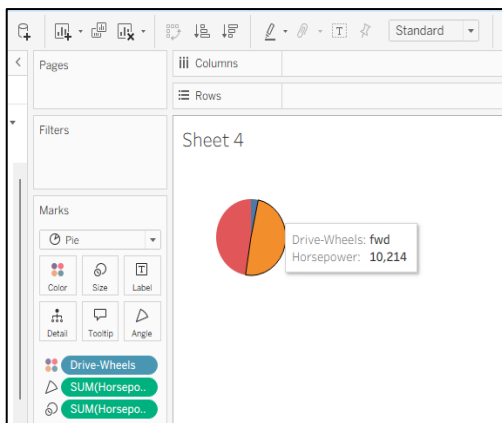 Standard
Pages
Columns
Rows
Filters
Sheet 4
Marks
Pie
Drive-Wheels: fwd
Horsepower: 10,214
Color Size Label
T
Detail Tooltip Angle
Drive-Wheels
SUM(Horsepo..
SUM(Horsepo..